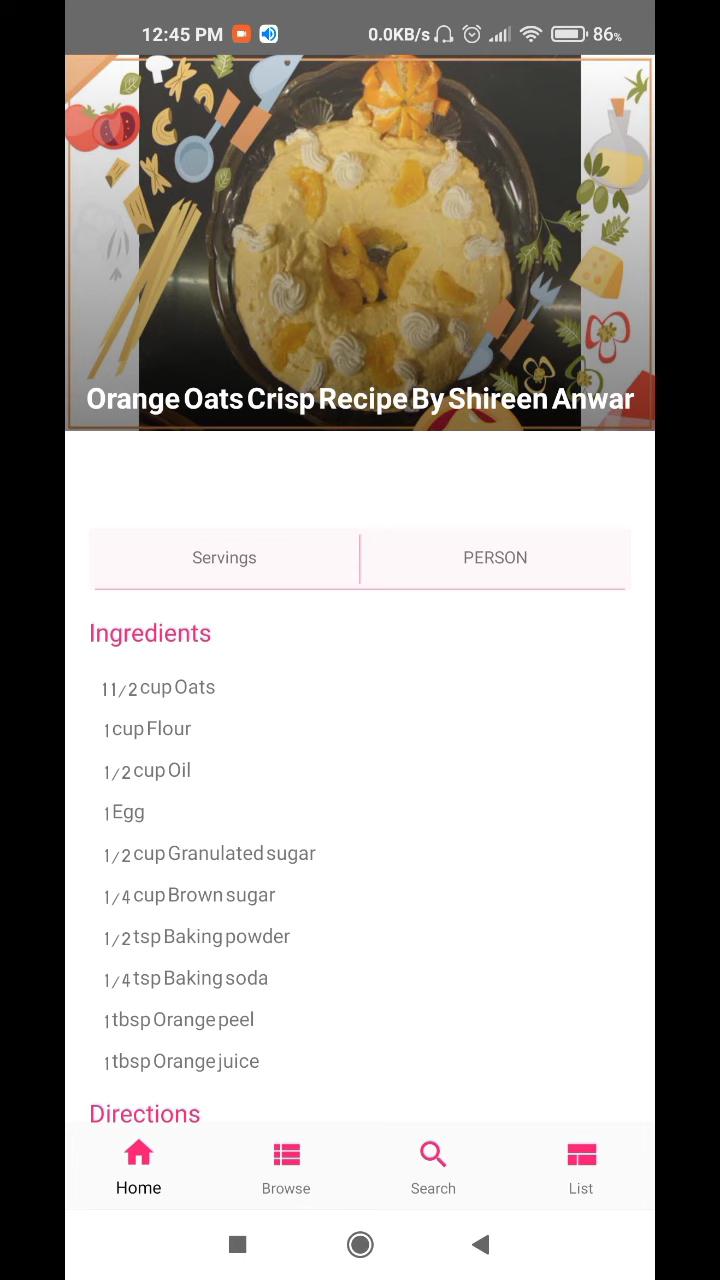 12:45 PM 0.0KB/s 86%
Orange Oats Crisp Recipe By Shireen Anwar
Servings PERSON
Ingredients
1 1/2 cup Oats
1 cup Flour
1/2 cup Oil
1 Egg
1/2 cup Granulated sugar
1/4 cup Brown sugar
1/2 tsp Baking powder
1/4 tsp Baking soda
1 tbsp Orange peel
1 tbsp Orange juice
Directions
Home Browse Search List